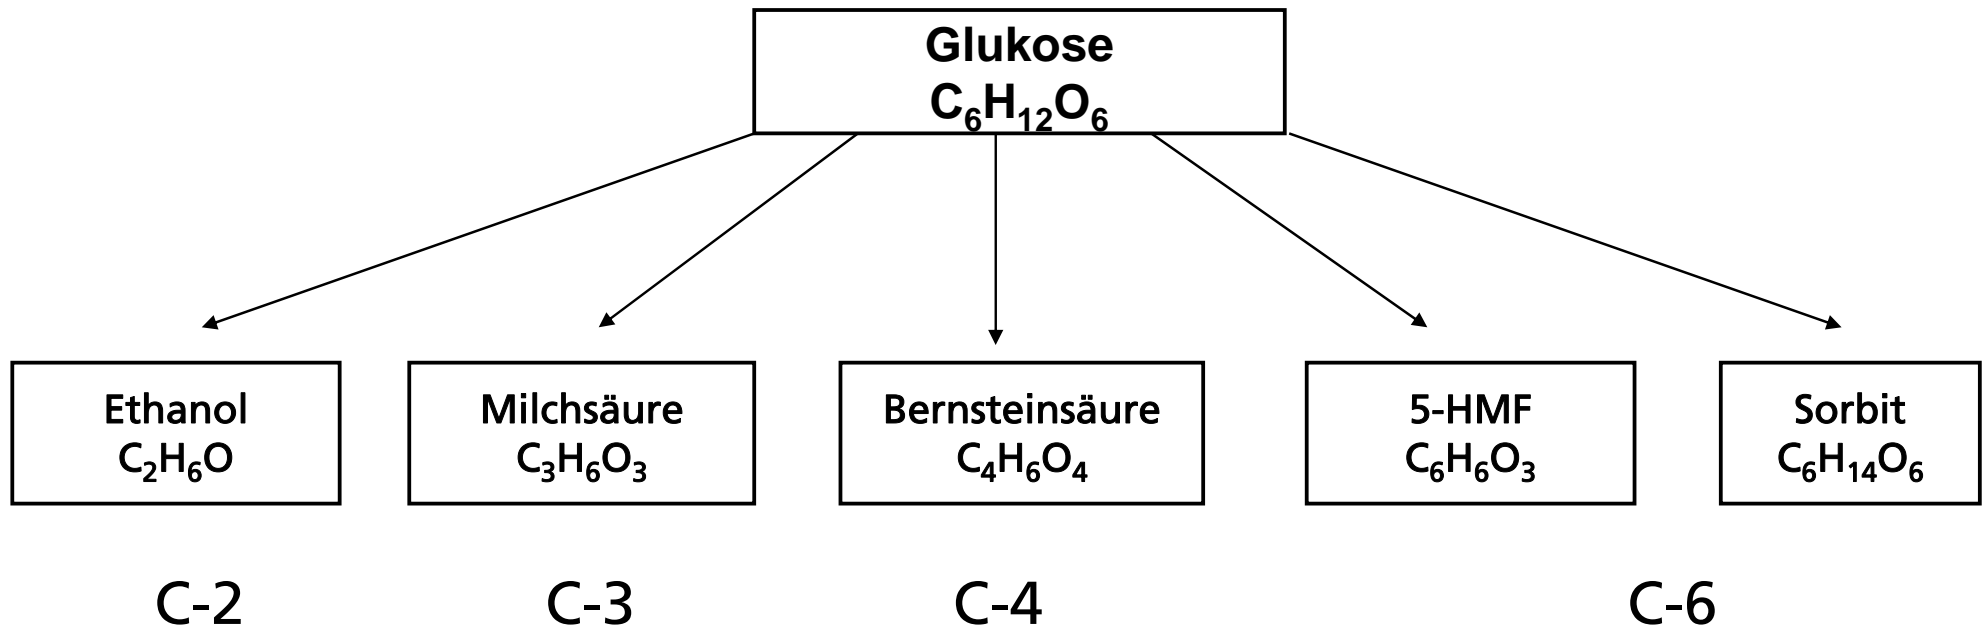 Glukose
C₆H₁₂O₆
Ethanol
C₂H₆O
Milchsäure
C₃H₆O₃
Bernsteinsäure
C₄H₆O₄
5-HMF
C₆H₆O₃
Sorbit
C₆H₁₄O₆
C-2
C-3
C-4
C-6